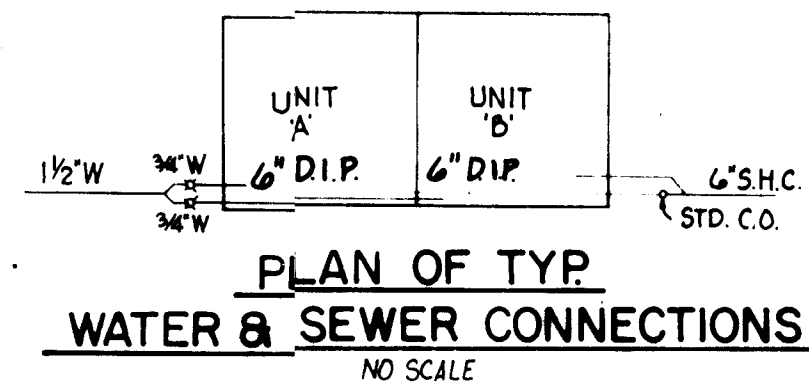 UNIT 'A'
UNIT 'B'
1½"W
¾"W
6" D.I.P.
6" D.I.P.
6" S.H.C.
¾"W
STD. C.O.
PLAN OF TYP.
WATER & SEWER CONNECTIONS
NO SCALE